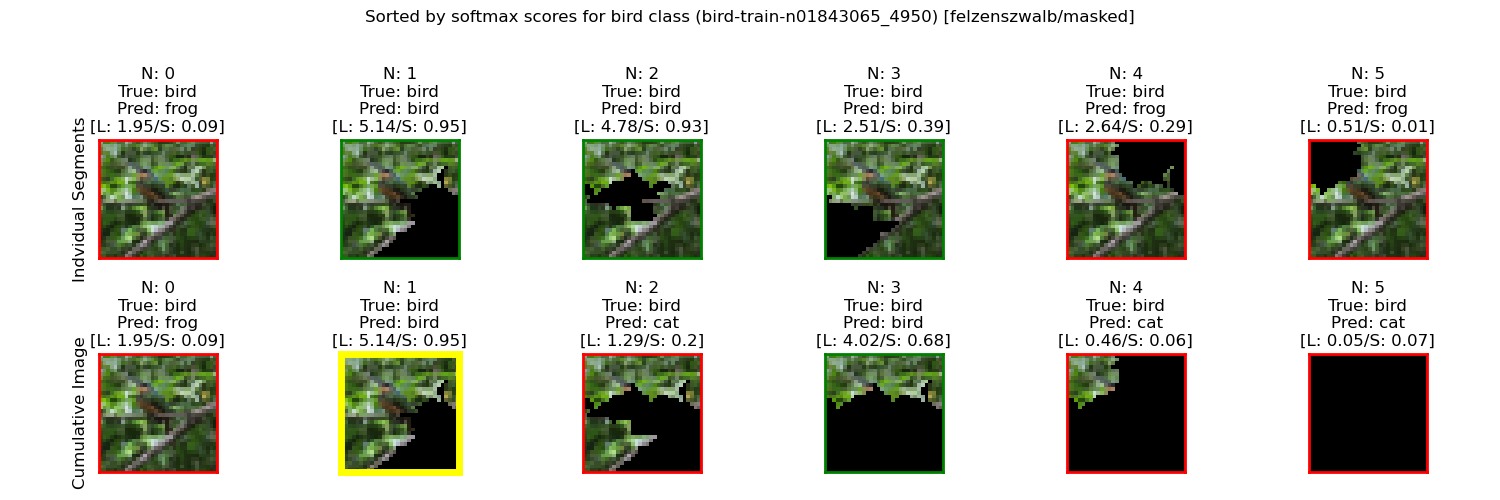 Sorted by softmax scores for bird class (bird-train-n01843065_4950) [felzenszwalb/masked]
Indvidual Segments
N: 0
True: bird
Pred: frog
[L: 1.95/S: 0.09]
N: 1
True: bird
Pred: bird
[L: 5.14/S: 0.95]
N: 2
True: bird
Pred: bird
[L: 4.78/S: 0.93]
N: 3
True: bird
Pred: bird
[L: 2.51/S: 0.39]
N: 4
True: bird
Pred: frog
[L: 2.64/S: 0.29]
N: 5
True: bird
Pred: frog
[L: 0.51/S: 0.01]
Cumulative Image
N: 0
True: bird
Pred: frog
[L: 1.95/S: 0.09]
N: 1
True: bird
Pred: bird
[L: 5.14/S: 0.95]
N: 2
True: bird
Pred: cat
[L: 1.29/S: 0.2]
N: 3
True: bird
Pred: bird
[L: 4.02/S: 0.68]
N: 4
True: bird
Pred: cat
[L: 0.46/S: 0.06]
N: 5
True: bird
Pred: cat
[L: 0.05/S: 0.07]